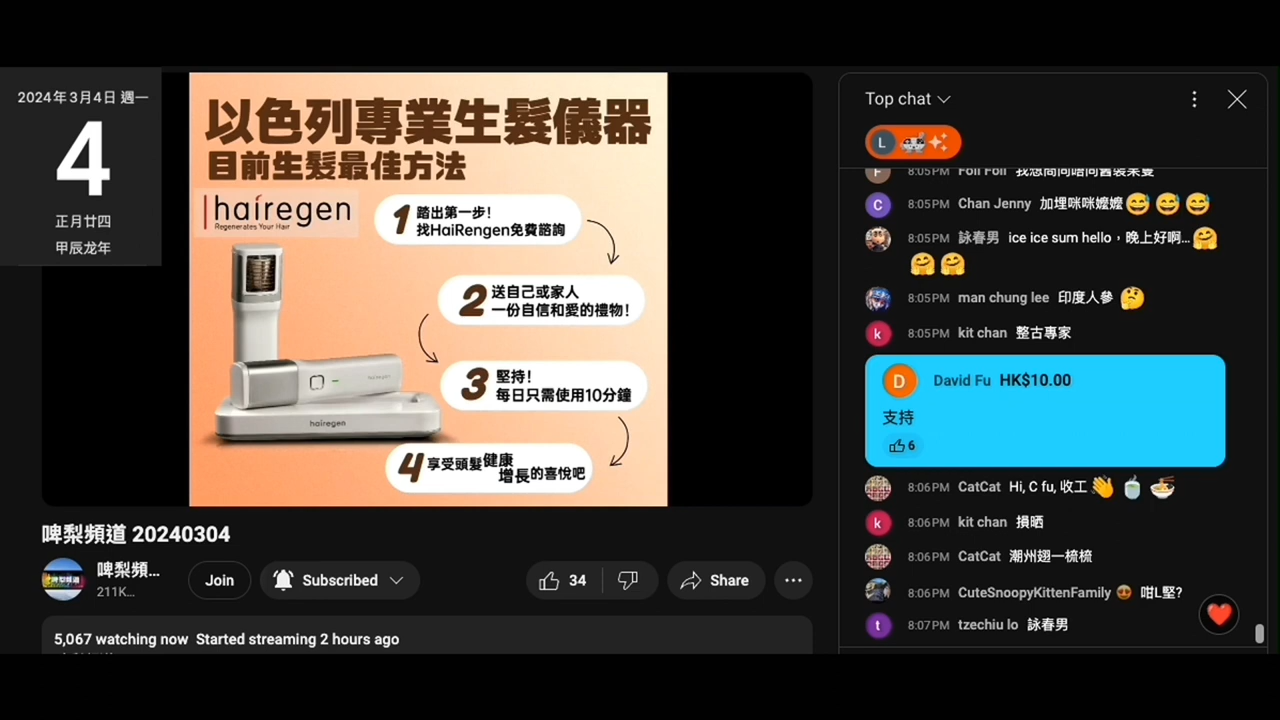 2024年3月4日 週一
4
正月廿四
甲辰龙年
以色列專業生髮儀器
目前生髮最佳方法
hairegen
Regenerates Your Hair
1 踏出第一步!
找HaiRengen免費諮詢
2 送自己或家人
一份自信和愛的禮物!
3 堅持!
每日只需使用10分鐘
4 享受頭髮健康
增長的喜悅吧
hairegen
hairegen
啤梨頻道 20240304
啤梨頻...
211K...
Join
Subscribed
34
Share
5,067 watching now Started streaming 2 hours ago
Top chat
L
8:05PM Foil Foil
8:05PM Chan Jenny 加埋咪咪嬤嬤😅😅😅
8:05PM 詠春男 ice ice sum hello，晚上好啊...🤗
🤗🤗
8:05PM man chung lee 印度人參 🤔
8:05PM kit chan 整古專家
D David Fu HK$10.00
支持
6
8:06PM CatCat Hi, C fu, 收工👋🍵🍜
8:06PM kit chan 損晒
8:06PM CatCat 潮州翅一梳梳
8:06PM CuteSnoopyKittenFamily 😍 咁L堅?
8:07PM tzechiu lo 詠春男